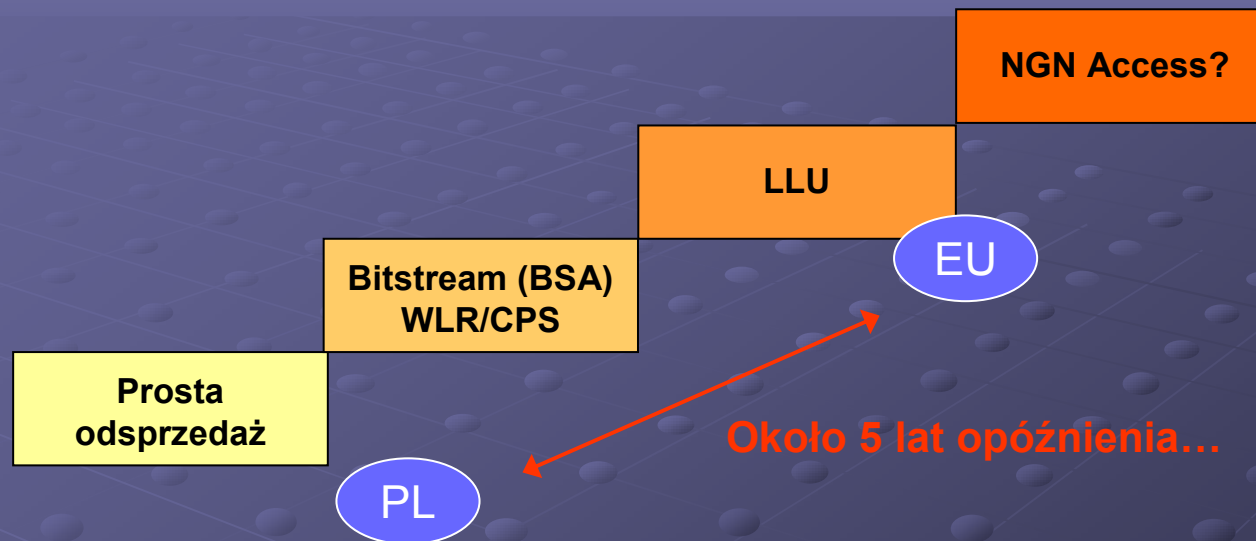 NGN Access?
LLU
EU
Bitstream (BSA)
WLR/CPS
Prosta
odsprzedaż
Około 5 lat opóźnienia…
PL